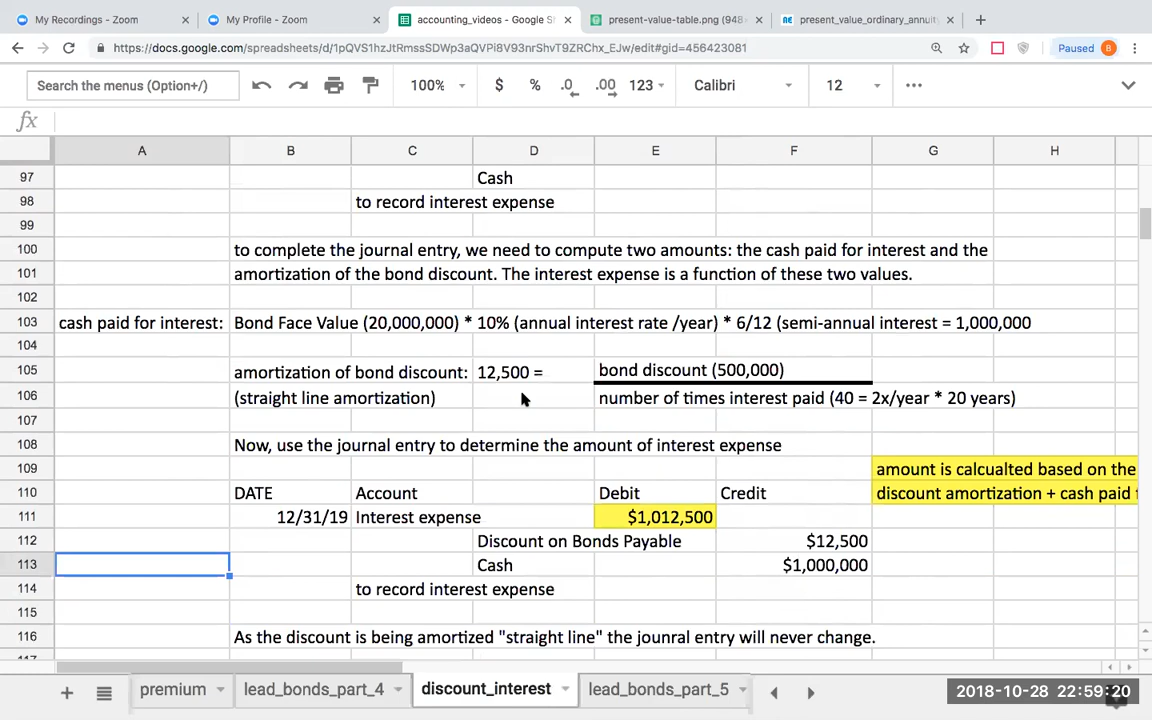 My Recordings - Zoom
My Profile - Zoom
accounting_videos - Google Sh
present-value-table.png (948×
present_value_ordinary_annuit
https://docs.google.com/spreadsheets/d/1pQVS1hzJtRmssSDWp3aQVPi8V93nrShvT9ZRChx_EJw/edit#gid=456423081
Paused B
Search the menus (Option+/)
100%
$ % .0 .00 123
Calibri
12
fx
A B C D E F G H
97 Cash
98 to record interest expense
99
100 to complete the journal entry, we need to compute two amounts: the cash paid for interest and the
101 amortization of the bond discount. The interest expense is a function of these two values.
102
103 cash paid for interest: Bond Face Value (20,000,000) * 10% (annual interest rate /year) * 6/12 (semi-annual interest = 1,000,000
104
105 amortization of bond discount: 12,500 = bond discount (500,000)
106 (straight line amortization) number of times interest paid (40 = 2x/year * 20 years)
107
108 Now, use the journal entry to determine the amount of interest expense
109 amount is calcualted based on the
110 DATE Account Debit Credit discount amortization + cash paid
111 12/31/19 Interest expense $1,012,500
112 Discount on Bonds Payable $12,500
113 Cash $1,000,000
114 to record interest expense
115
116 As the discount is being amortized "straight line" the jounral entry will never change.
premium lead_bonds_part_4 discount_interest lead_bonds_part_5
2018-10-28 22:59:20